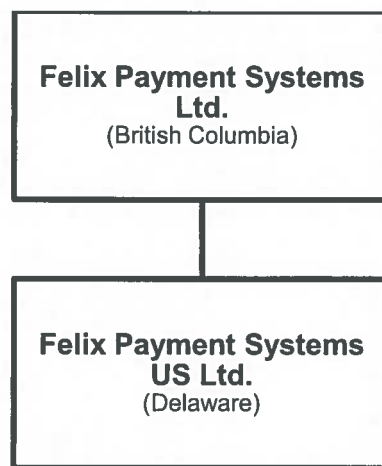 Felix Payment Systems
Ltd.
(British Columbia)
Felix Payment Systems
US Ltd.
(Delaware)